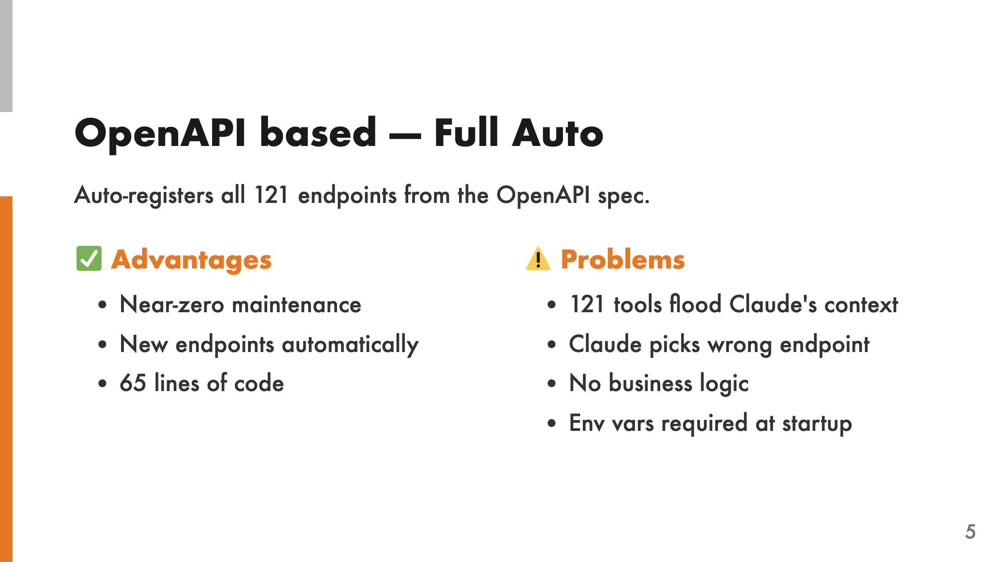 OpenAPI based — Full Auto
Auto-registers all 121 endpoints from the OpenAPI spec.
✅ Advantages
• Near-zero maintenance
• New endpoints automatically
• 65 lines of code
⚠️ Problems
• 121 tools flood Claude's context
• Claude picks wrong endpoint
• No business logic
• Env vars required at startup
5